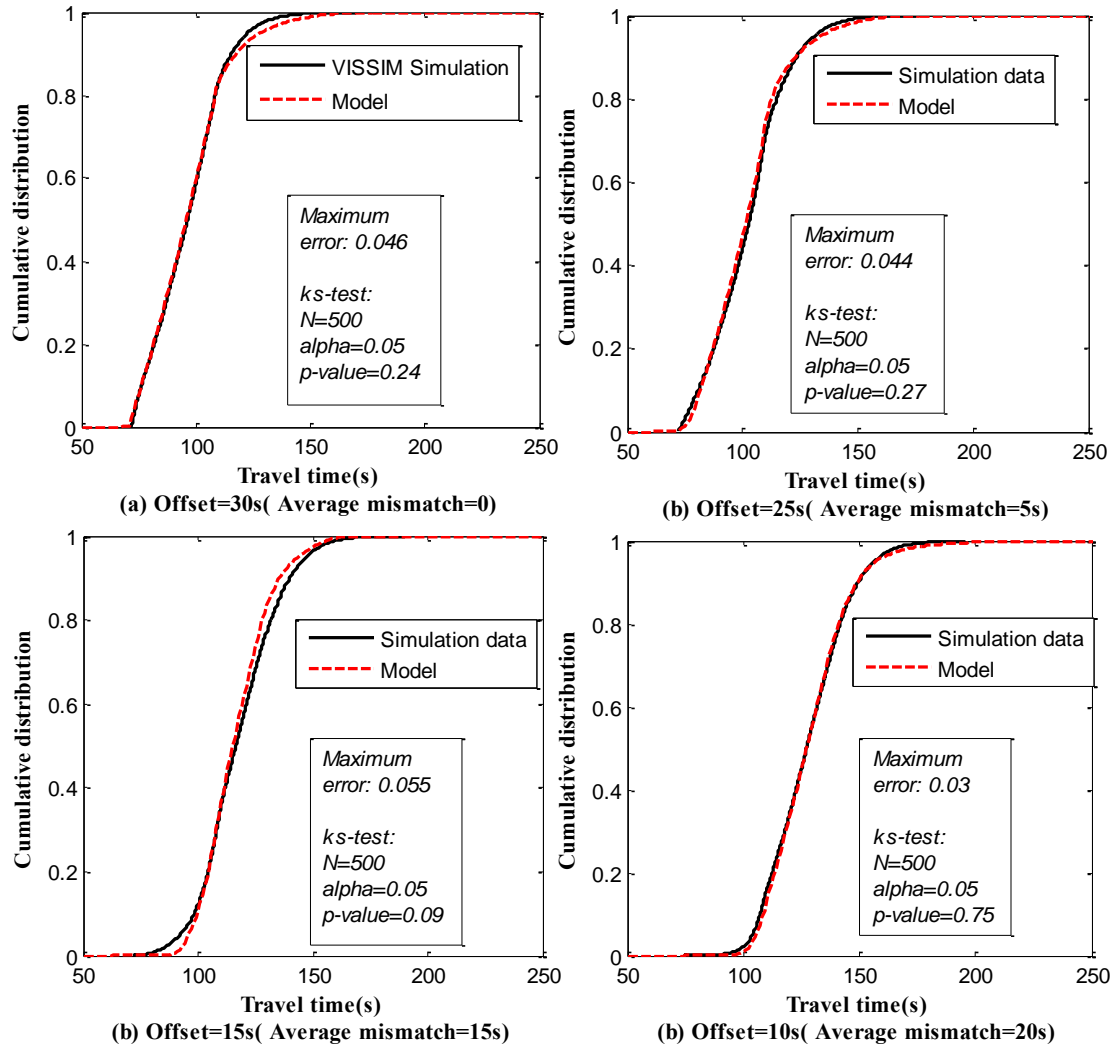 1
0.8
0.6
0.4
0.2
0
Cumulative distribution
VISSIM Simulation
Model
Maximum
error: 0.046
ks-test:
N=500
alpha=0.05
p-value=0.24
50 100 150 200 250
Travel time(s)
(a) Offset=30s( Average mismatch=0)
1
0.8
0.6
0.4
0.2
0
Cumulative distribution
Simulation data
Model
Maximum
error: 0.044
ks-test:
N=500
alpha=0.05
p-value=0.27
50 100 150 200 250
Travel time(s)
(b) Offset=25s( Average mismatch=5s)
1
0.8
0.6
0.4
0.2
0
Cumulative distribution
Simulation data
Model
Maximum
error: 0.055
ks-test:
N=500
alpha=0.05
p-value=0.09
50 100 150 200 250
Travel time(s)
(b) Offset=15s( Average mismatch=15s)
1
0.8
0.6
0.4
0.2
0
Cumulative distribution
Simulation data
Model
Maximum
error: 0.03
ks-test:
N=500
alpha=0.05
p-value=0.75
50 100 150 200 250
Travel time(s)
(b) Offset=10s( Average mismatch=20s)